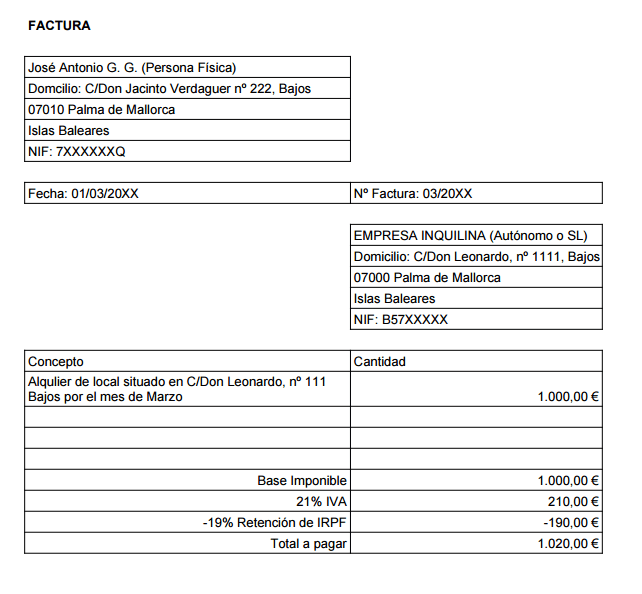 FACTURA
José Antonio G. G. (Persona Física)
Domcilio: C/Don Jacinto Verdaguer nº 222, Bajos
07010 Palma de Mallorca
Islas Baleares
NIF: 7XXXXXXQ
Fecha: 01/03/20XX Nº Factura: 03/20XX
EMPRESA INQUILINA (Autónomo o SL)
Domicilio: C/Don Leonardo, nº 1111, Bajos
07000 Palma de Mallorca
Islas Baleares
NIF: B57XXXXX
Concepto Cantidad
Alqulier de local situado en C/Don Leonardo, nº 111
Bajos por el mes de Marzo 1.000,00 €
Base Imponible 1.000,00 €
21% IVA 210,00 €
-19% Retención de IRPF -190,00 €
Total a pagar 1.020,00 €